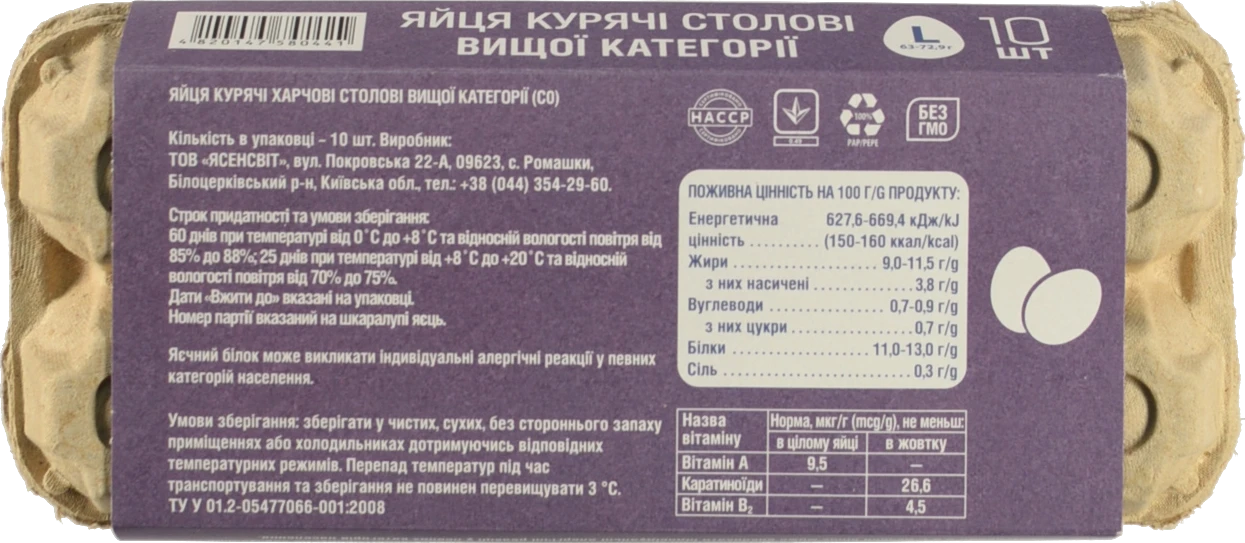 4820147580441
ЯЙЦЯ КУРЯЧІ СТОЛОВІ
ВИЩОЇ КАТЕГОРІЇ
L
63-72,9 г
10
ШТ
ЯЙЦЯ КУРЯЧІ ХАРЧОВІ СТОЛОВІ ВИЩОЇ КАТЕГОРІЇ (С0)
Кількість в упаковці – 10 шт. Виробник:
ТОВ «ЯСЕНСВІТ», вул. Покровська 22-А, 09623, с. Ромашки,
Білоцерківський р-н, Київська обл., тел.: +38 (044) 354-29-60.
Строк придатності та умови зберігання:
60 днів при температурі від 0˚С до +8˚С та відносній вологості повітря від
85% до 88%; 25 днів при температурі від +8˚С до +20˚С та відносній
вологості повітря від 70% до 75%.
Дати «Вжити до» вказані на упаковці.
Номер партії вказаний на шкаралупі яєць.
Яєчний білок може викликати індивідуальні алергічні реакції у певних
категорій населення.
Умови зберігання: зберігати у чистих, сухих, без стороннього запаху
приміщеннях або холодильниках дотримуючись відповідних
температурних режимів. Перепад температур під час
транспортування та зберігання не повинен перевищувати 3 °С.
ТУ У 01.2-05477066-001:2008
HACCP
100%
PAP/PEPE
БЕЗ
ГМО
ПОЖИВНА ЦІННІСТЬ НА 100 Г/G ПРОДУКТУ:
Енергетична 627,6-669,4 кДж/kJ
цінність .......... (150-160 ккал/kcal)
Жири .................... 9,0-11,5 г/g
з них насичені ............. 3,8 г/g
Вуглеводи ................ 0,7-0,9 г/g
з них цукри ................ 0,7 г/g
Білки .................... 11,0-13,0 г/g
Сіль ......................... 0,3 г/g
Назва вітаміну Норма, мкг/г (mcg/g), не меньш:
в цілому яйці в жовтку
Вітамін А 9,5 —
Каратиноїди — 26,6
Вітамін В₂ — 4,5